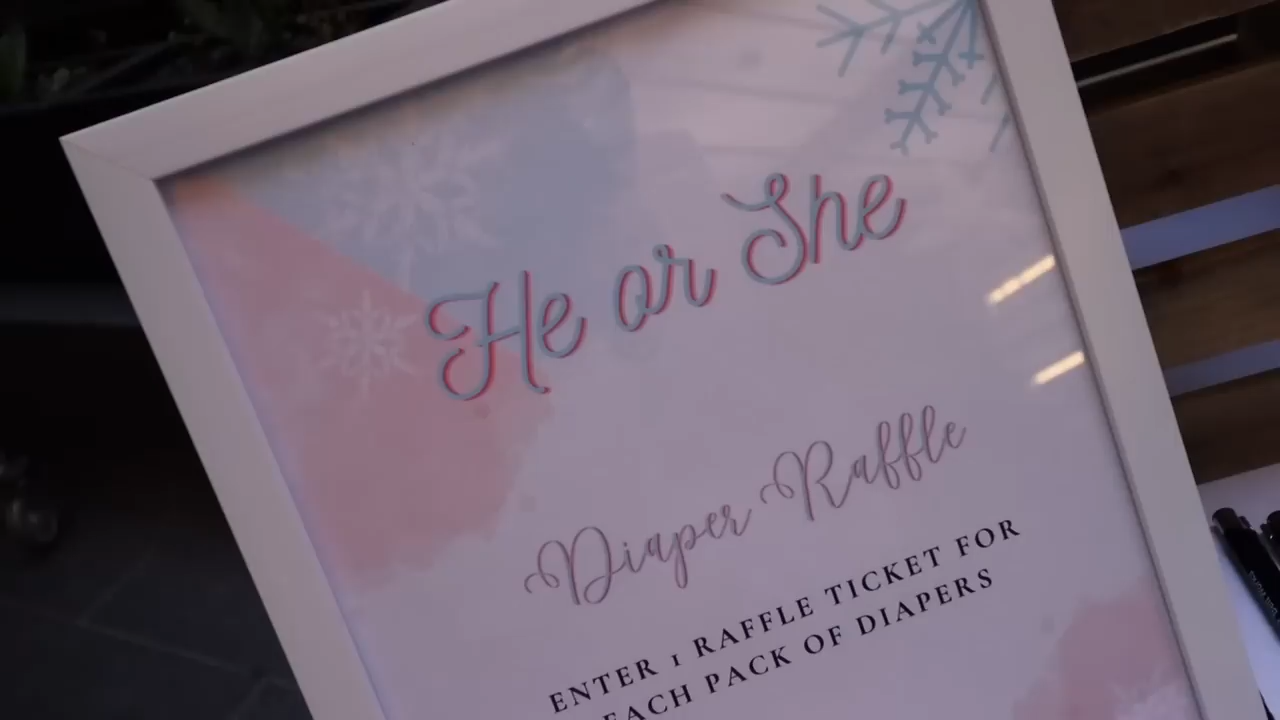 He or She
Diaper Raffle
ENTER 1 RAFFLE TICKET FOR
EACH PACK OF DIAPERS